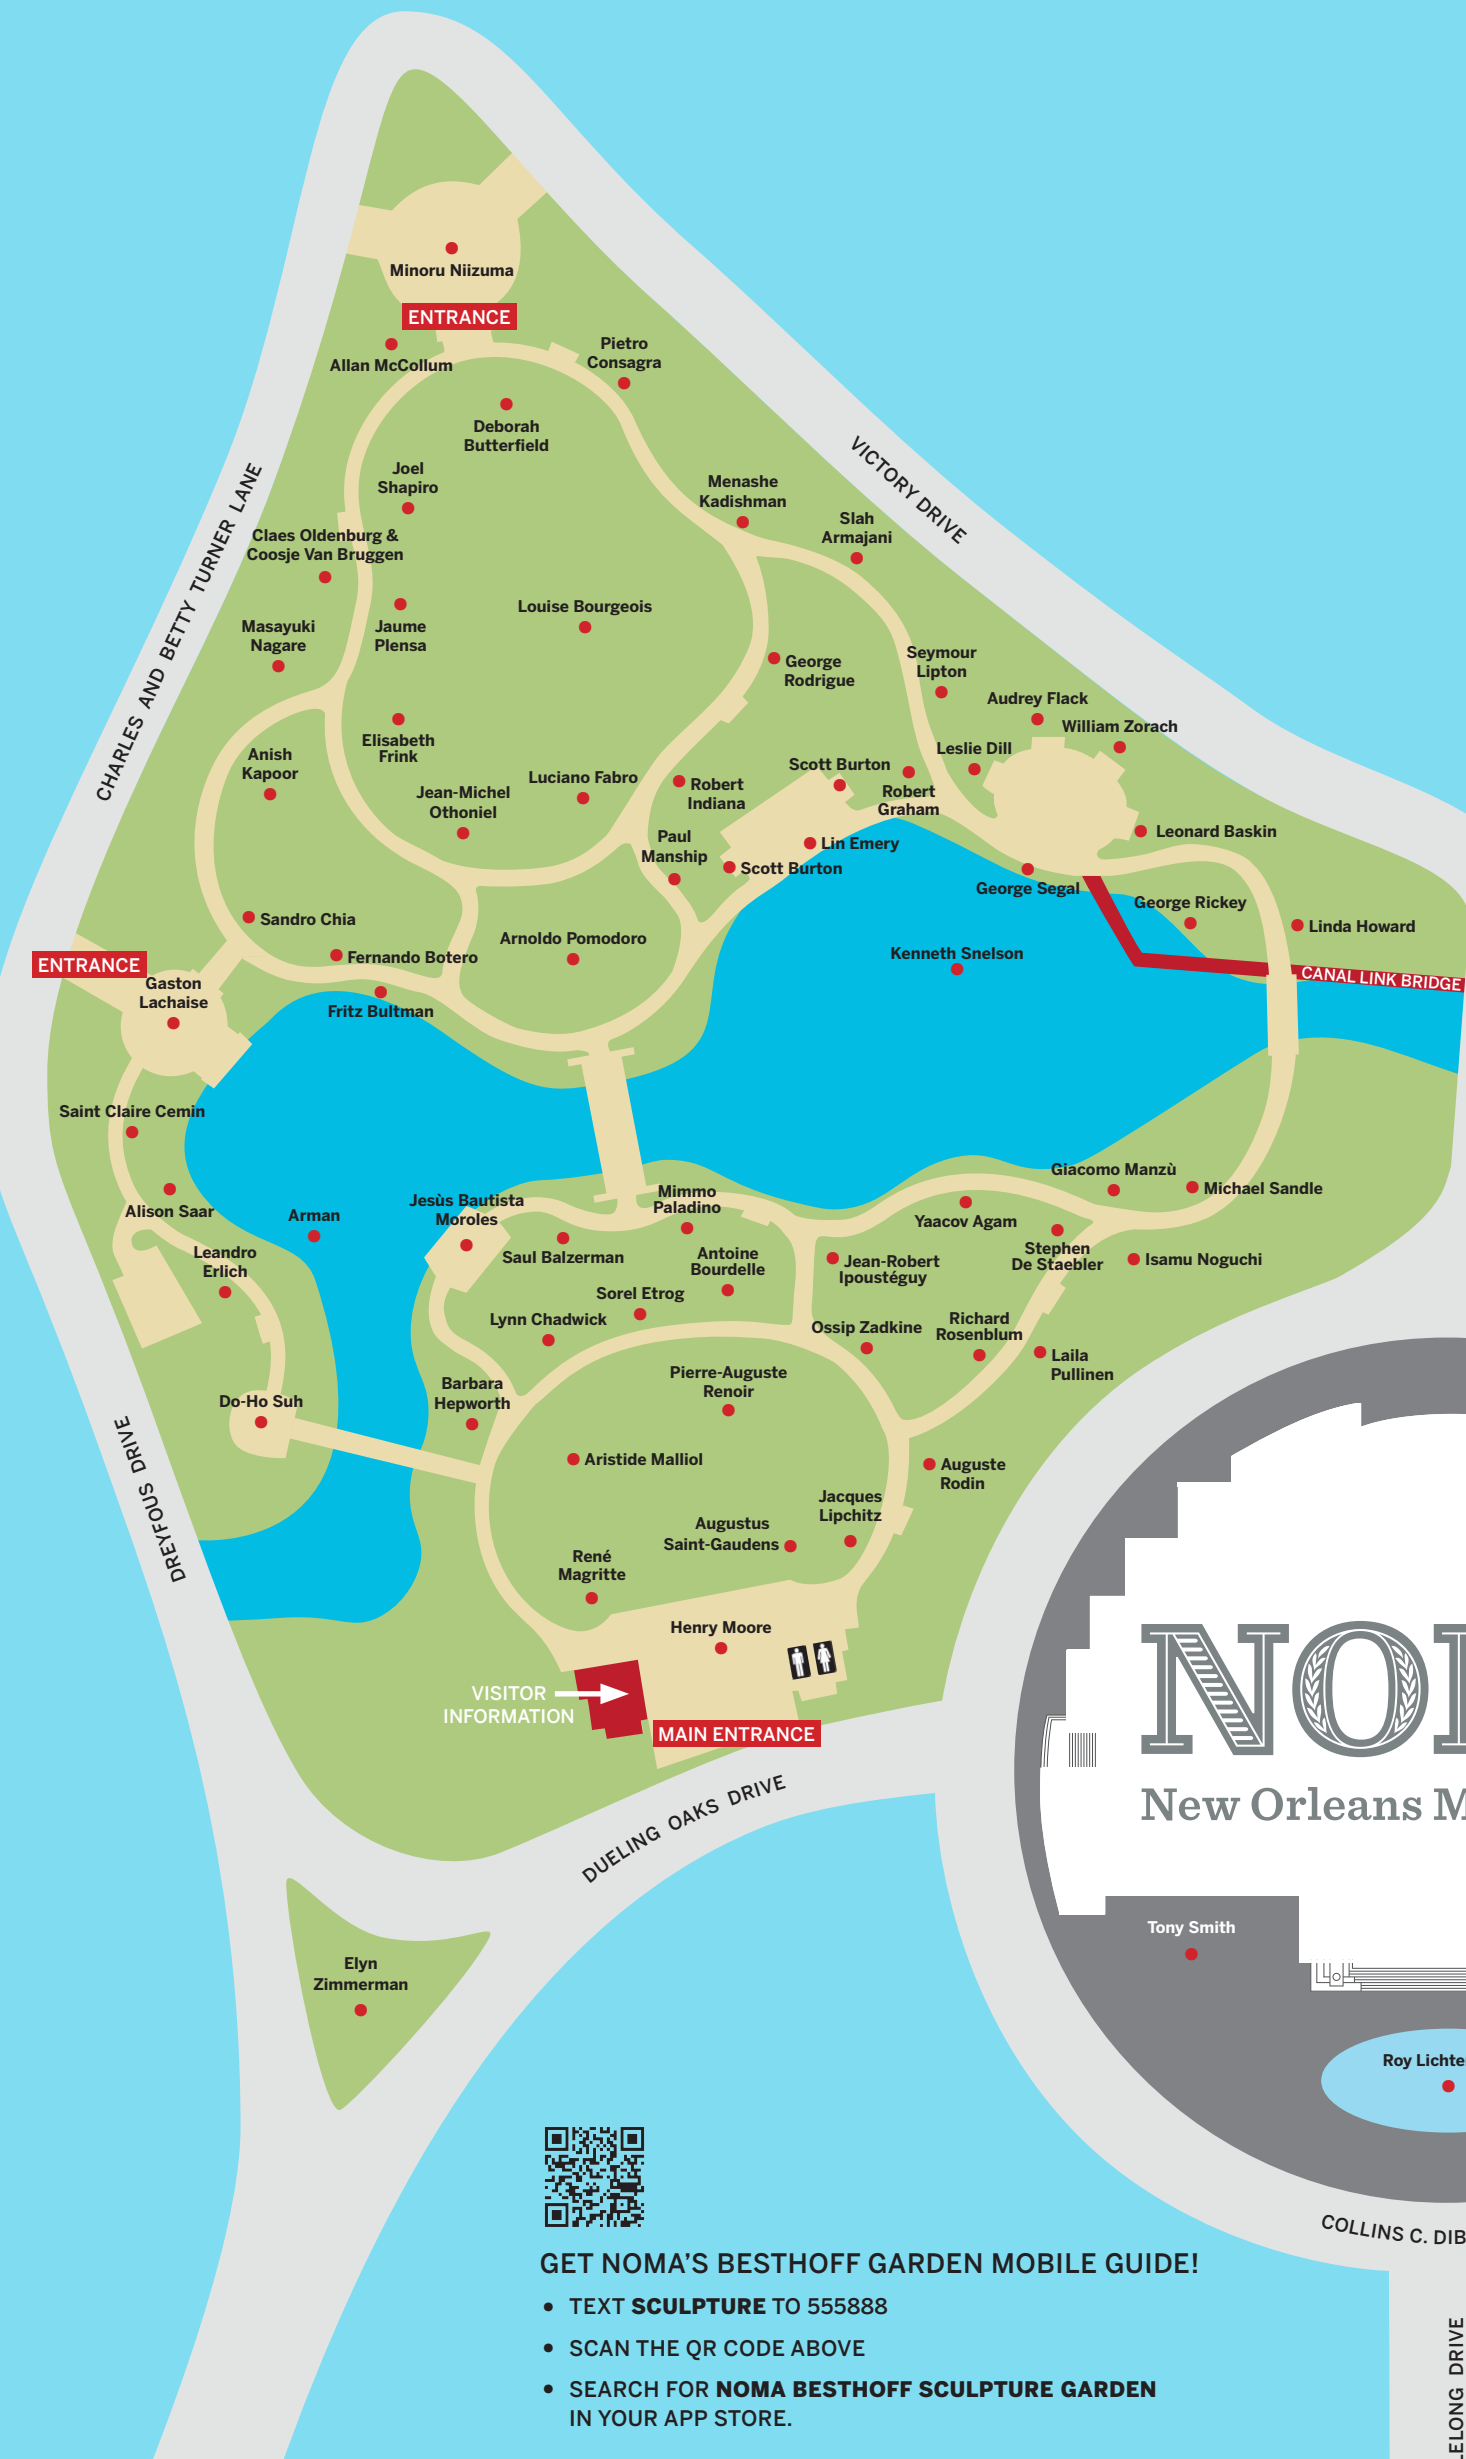 Minoru Niizuma
ENTRANCE
Allan McCollum
Pietro
Consagra
Deborah
Butterfield
Joel
Shapiro
Menashe
Kadishman
VICTORY DRIVE
Slah
Armajani
Claes Oldenburg &
Coosje Van Bruggen
CHARLES AND BETTY TURNER LANE
Louise Bourgeois
Masayuki
Nagare
Jaume
Plensa
George
Rodrigue
Seymour
Lipton
Audrey Flack
William Zorach
Elisabeth
Frink
Leslie Dill
Anish
Kapoor
Scott Burton
Luciano Fabro
Robert
Indiana
Robert
Graham
Jean-Michel
Othoniel
Leonard Baskin
Paul
Manship
Lin Emery
Scott Burton
George Segal
George Rickey
Sandro Chia
Linda Howard
Arnoldo Pomodoro
Fernando Botero
Kenneth Snelson
ENTRANCE
CANAL LINK BRIDGE
Gaston
Lachaise
Fritz Bultman
Saint Claire Cemin
Giacomo Manzù
Michael Sandle
Alison Saar
Arman
Jesùs Bautista
Moroles
Mimmo
Paladino
Yaacov Agam
Saul Balzerman
Leandro
Erlich
Antoine
Bourdelle
Jean-Robert
Ipoustéguy
Stephen
De Staebler
Isamu Noguchi
Sorel Etrog
Lynn Chadwick
Ossip Zadkine
Richard
Rosenblum
Laila
Pullinen
Pierre-Auguste
Renoir
Barbara
Hepworth
Do-Ho Suh
Aristide Malliol
Auguste
Rodin
DREYFOUS DRIVE
Jacques
Lipchitz
Augustus
Saint-Gaudens
René
Magritte
Henry Moore
VISITOR
INFORMATION
MAIN ENTRANCE
NO
New Orleans M
DUELING OAKS DRIVE
Tony Smith
Elyn
Zimmerman
Roy Lichte
COLLINS C. DIB
GET NOMA'S BESTHOFF GARDEN MOBILE GUIDE!
• TEXT SCULPTURE TO 555888
• SCAN THE QR CODE ABOVE
• SEARCH FOR NOMA BESTHOFF SCULPTURE GARDEN
IN YOUR APP STORE.
LELONG DRIVE